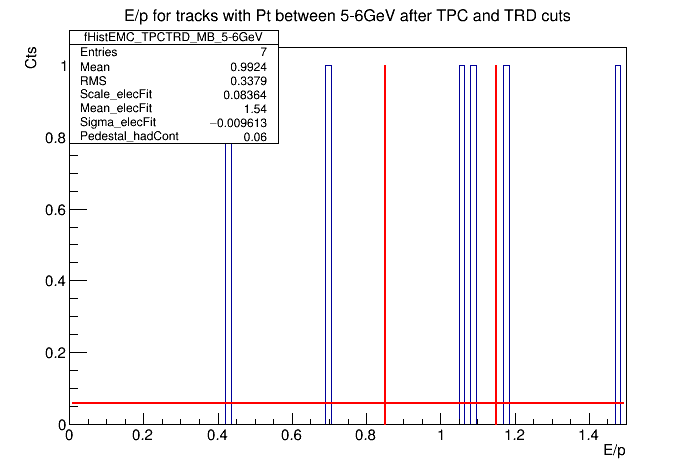 E/p for tracks with Pt between 5-6GeV after TPC and TRD cuts
fHistEMC_TPCTRD_MB_5-6GeV
Entries 7
Mean 0.9924
RMS 0.3379
Scale_elecFit 0.08364
Mean_elecFit 1.54
Sigma_elecFit −0.009613
Pedestal_hadCont 0.06
Cts
1
0.8
0.6
0.4
0.2
0
0 0.2 0.4 0.6 0.8 1 1.2 1.4
E/p